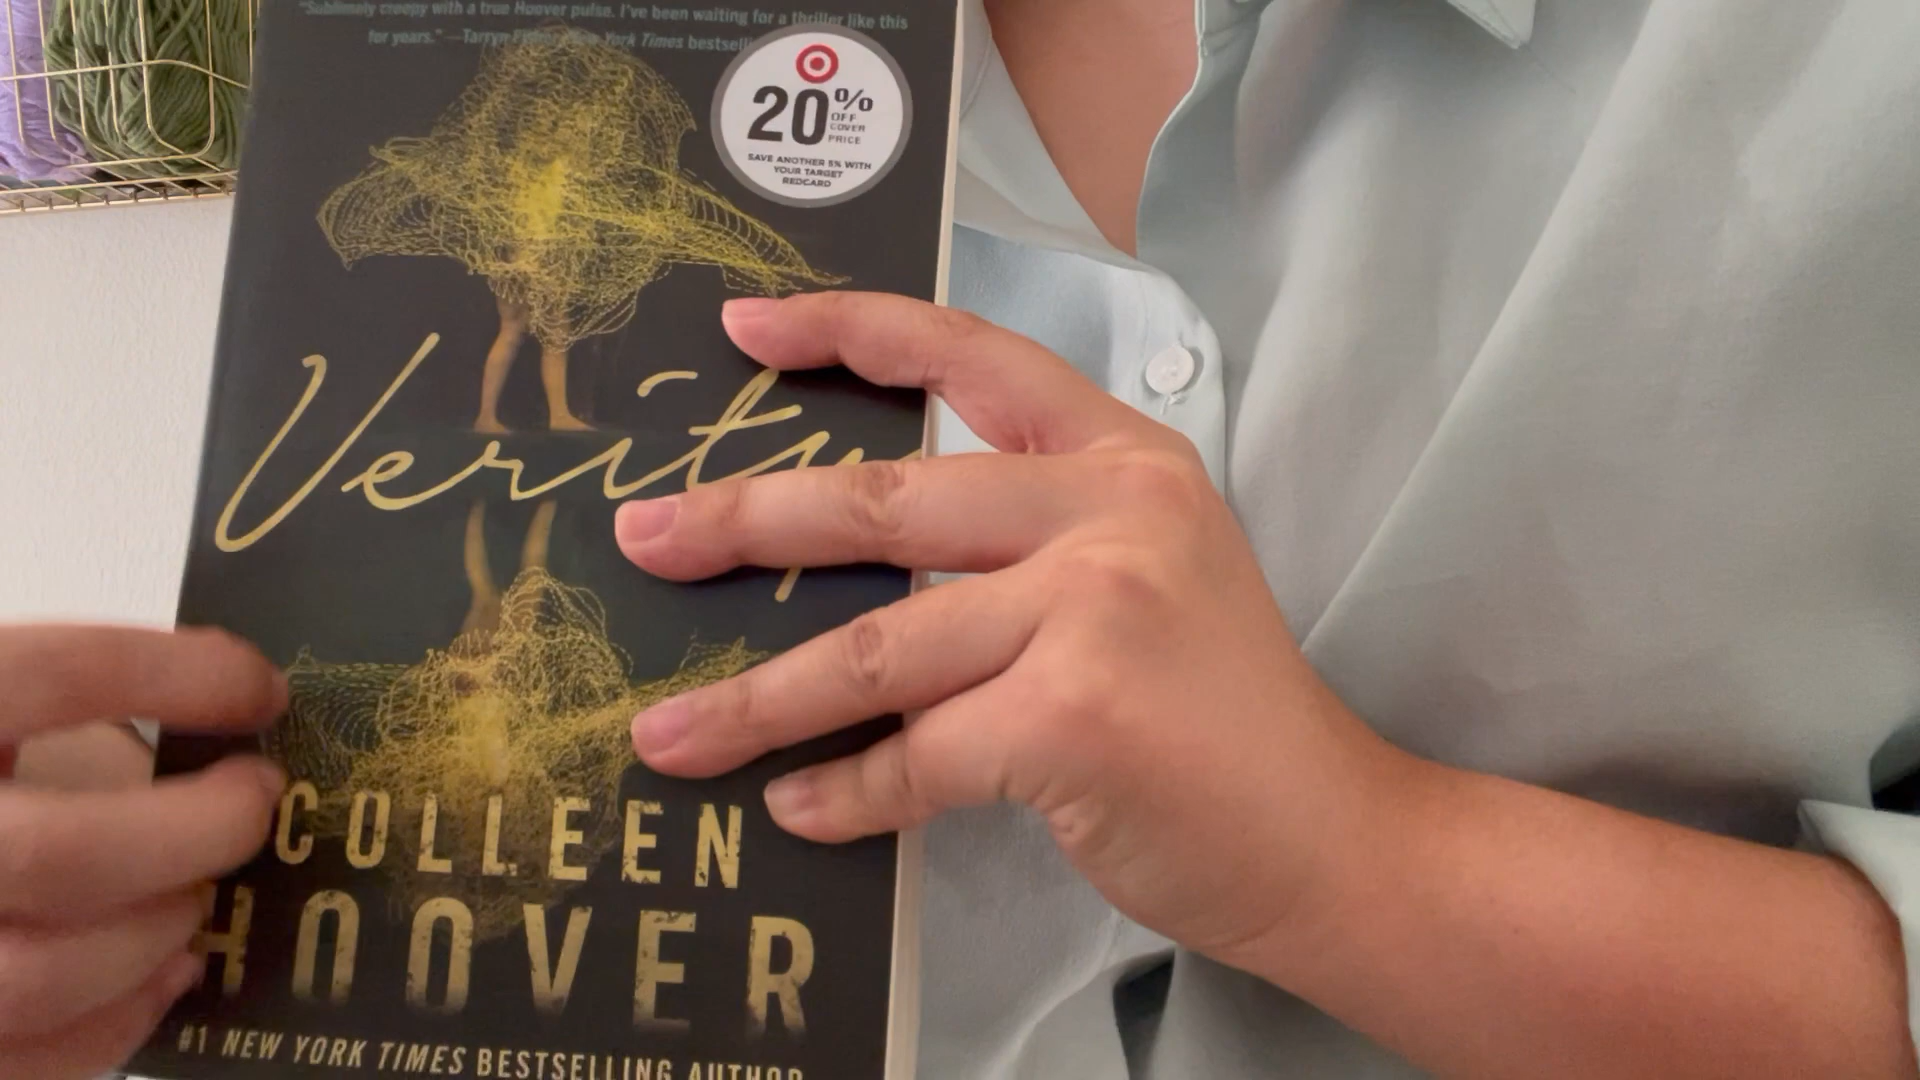 "Sublimely creepy with a true Hoover pulse. I've been waiting for a thriller like this
for years." —Tarryn Fisher, New York Times bestselli
20%
OFF
COVER
PRICE
SAVE ANOTHER 5% WITH
YOUR TARGET
REDCARD
Verity
COLLEEN
HOOVER
#1 NEW YORK TIMES BESTSELLING AUTHOR